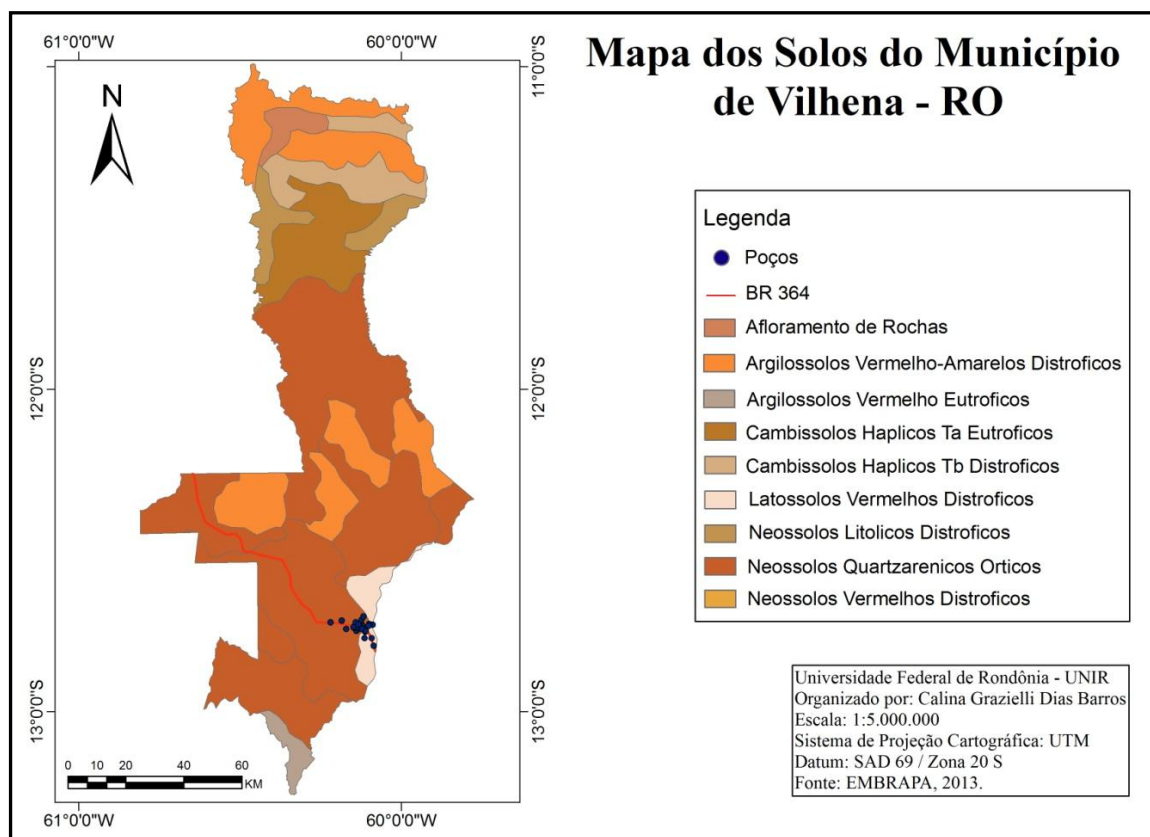 Mapa dos Solos do Município
de Vilhena - RO
61°0'0"W
60°0'0"W
11°0'0"S
11°0'0"S
N
12°0'0"S
12°0'0"S
13°0'0"S
13°0'0"S
0 10 20 40 60
KM
61°0'0"W
60°0'0"W
Legenda
Poços
BR 364
Afloramento de Rochas
Argilossolos Vermelho-Amarelos Distroficos
Argilossolos Vermelho Eutroficos
Cambissolos Haplicos Ta Eutroficos
Cambissolos Haplicos Tb Distroficos
Latossolos Vermelhos Distroficos
Neossolos Litolicos Distroficos
Neossolos Quartzarenicos Orticos
Neossolos Vermelhos Distroficos
Universidade Federal de Rondônia - UNIR
Organizado por: Calina Grazielli Dias Barros
Escala: 1:5.000.000
Sistema de Projeção Cartográfica: UTM
Datum: SAD 69 / Zona 20 S
Fonte: EMBRAPA, 2013.